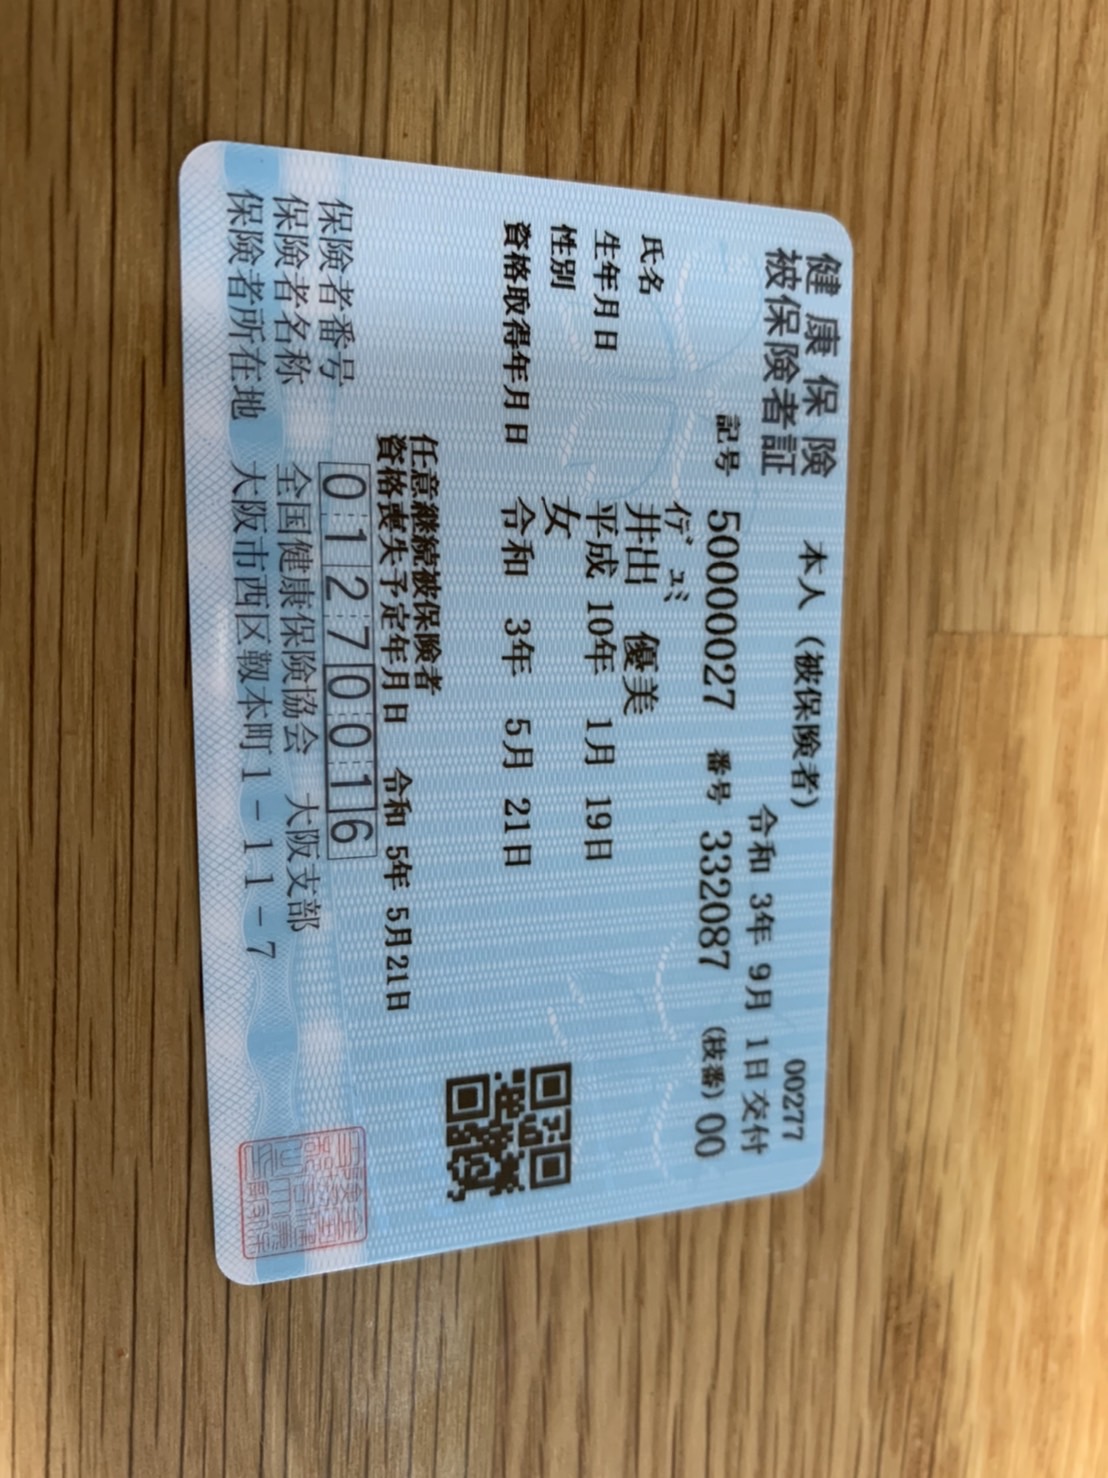 健康保険 本人（被保険者） 00277
被保険者証 令和 3年 9月 1日 交付
記号 50000027 番号 332087 (枝番) 00
ｲﾃﾞ ﾕﾐ
氏名 井出 優美
生年月日 平成 10年 1月 19日
性別 女
資格取得年月日 令和 3年 5月 21日
任意継続被保険者
資格喪失予定年月日 令和 5年 5月21日
保険者番号 01270016
保険者名称 全国健康保険協会 大阪支部
保険者所在地 大阪市西区靱本町1-11-7